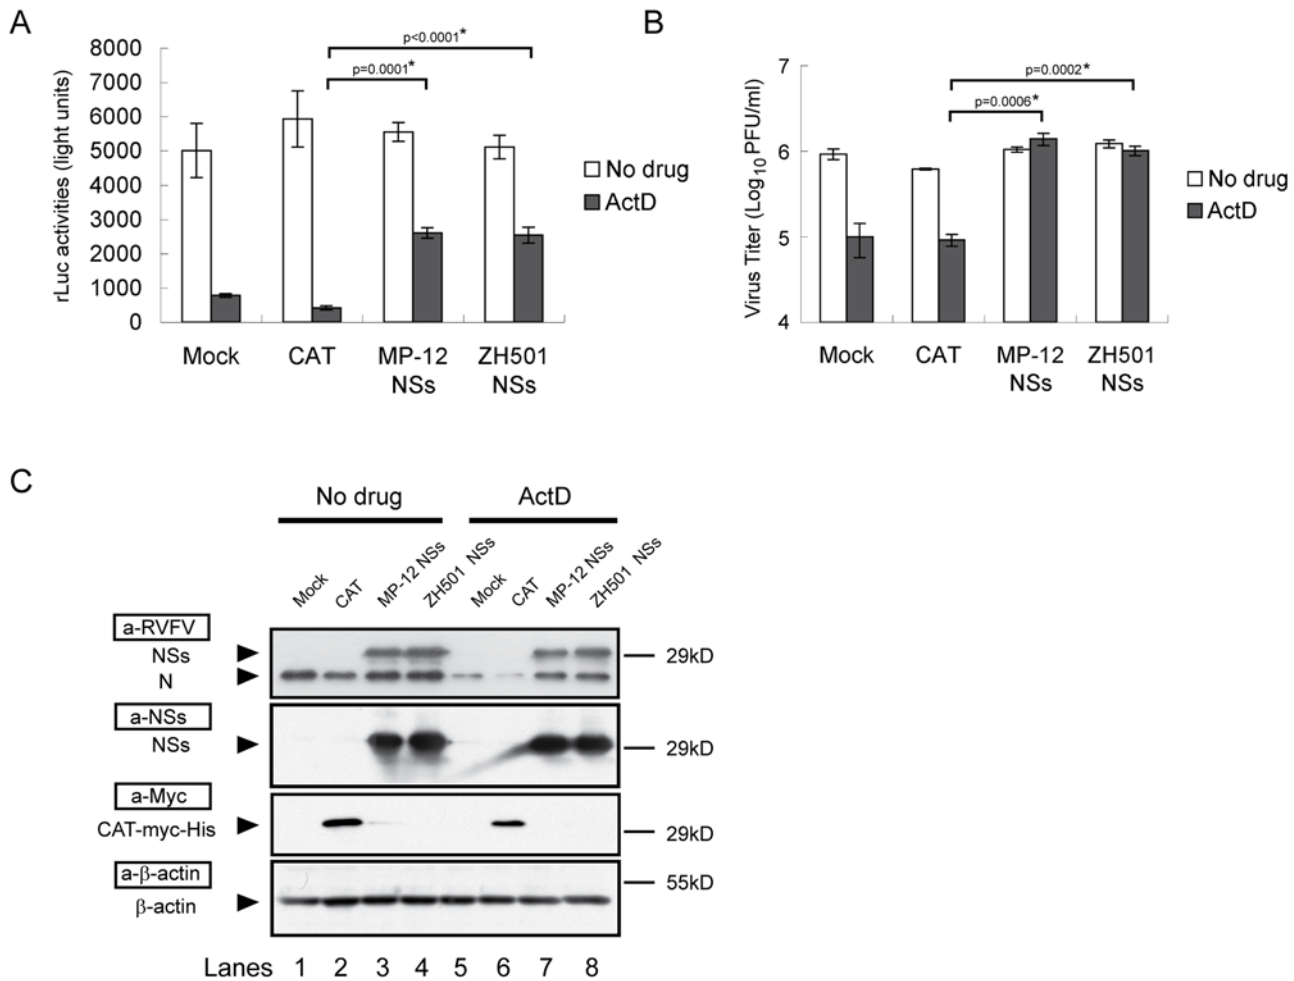 A
rLuc activities (light units)
8000
7000
6000
5000
4000
3000
2000
1000
0
p<0.0001*
p=0.0001*
No drug
ActD
Mock
CAT
MP-12
NSs
ZH501
NSs
B
Virus Titer (Log10 PFU/ml)
7
6
5
4
p=0.0002*
p=0.0006*
No drug
ActD
Mock
CAT
MP-12
NSs
ZH501
NSs
C
No drug
ActD
Mock
CAT
MP-12 NSs
ZH501 NSs
Mock
CAT
MP-12 NSs
ZH501 NSs
a-RVFV
NSs
N
29kD
a-NSs
NSs
29kD
a-Myc
CAT-myc-His
29kD
a-β-actin
β-actin
55kD
Lanes 1 2 3 4 5 6 7 8